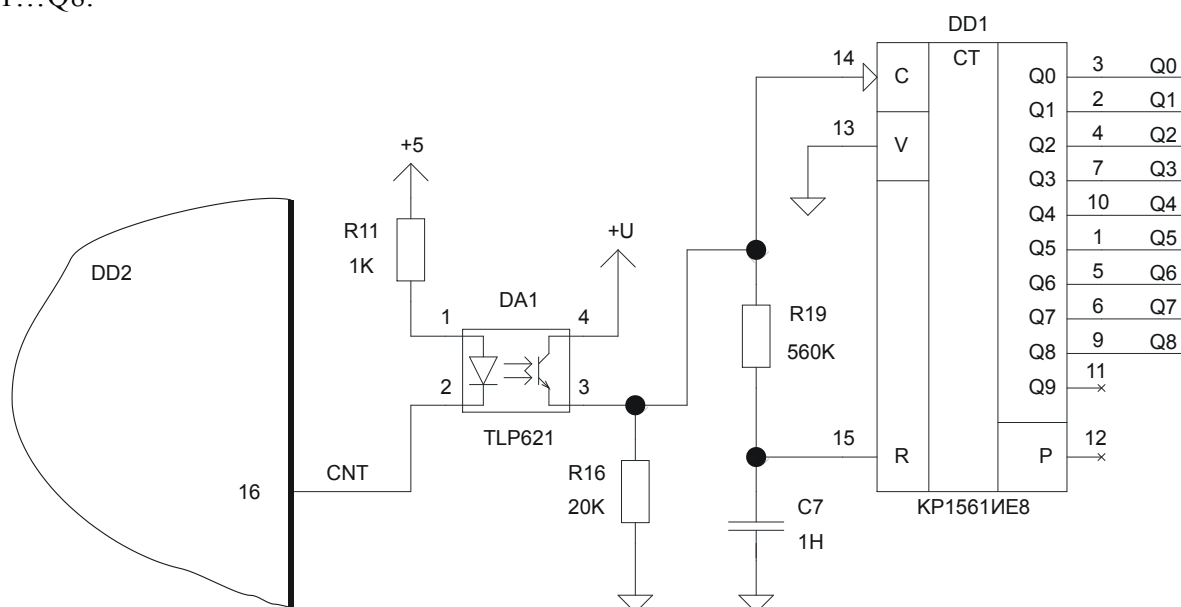 1…Q8.
DD1
14
C
CT
Q0
3
Q0
Q1
2
Q1
13
V
Q2
4
Q2
Q3
7
Q3
Q4
10
Q4
Q5
1
Q5
Q6
5
Q6
Q7
6
Q7
Q8
9
Q8
Q9
11
15
R
P
12
КР1561ИЕ8
+5
R11
1K
+U
DD2
DA1
1
4
2
3
TLP621
R19
560K
16
CNT
R16
20K
C7
1Н